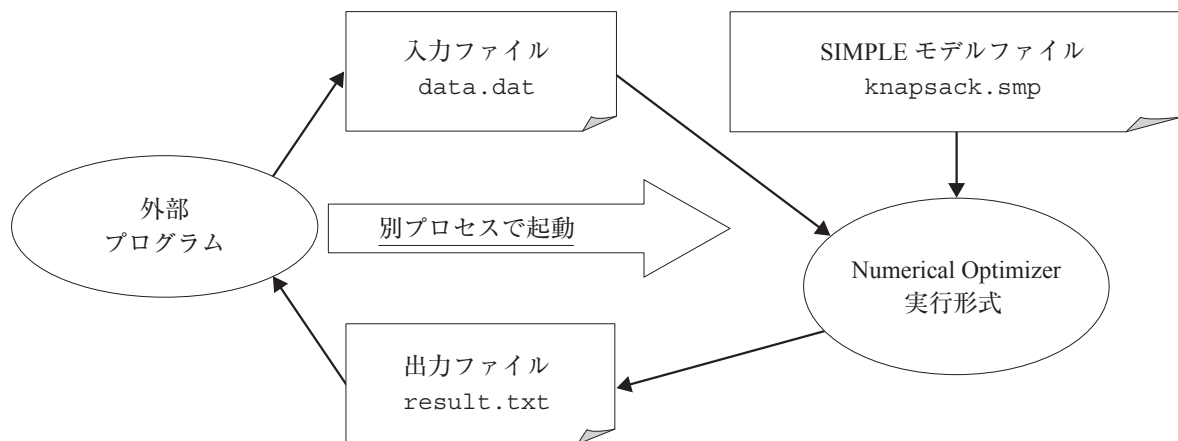 入力ファイル
data.dat
SIMPLE モデルファイル
knapsack.smp
外部
プログラム
別プロセスで起動
Numerical Optimizer
実行形式
出力ファイル
result.txt